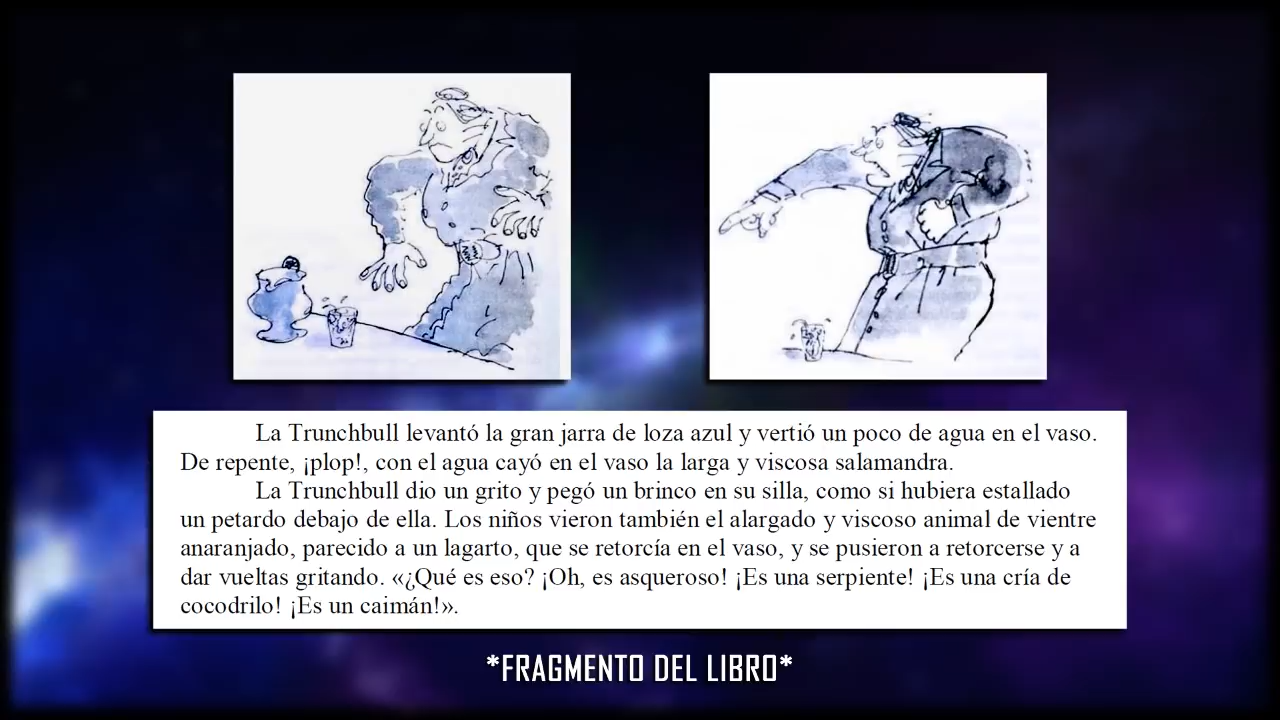 La Trunchbull levantó la gran jarra de loza azul y vertió un poco de agua en el vaso.
De repente, ¡plop!, con el agua cayó en el vaso la larga y viscosa salamandra.
La Trunchbull dio un grito y pegó un brinco en su silla, como si hubiera estallado
un petardo debajo de ella. Los niños vieron también el alargado y viscoso animal de vientre
anaranjado, parecido a un lagarto, que se retorcía en el vaso, y se pusieron a retorcerse y a
dar vueltas gritando. «¿Qué es eso? ¡Oh, es asqueroso! ¡Es una serpiente! ¡Es una cría de
cocodrilo! ¡Es un caimán!».
*FRAGMENTO DEL LIBRO*